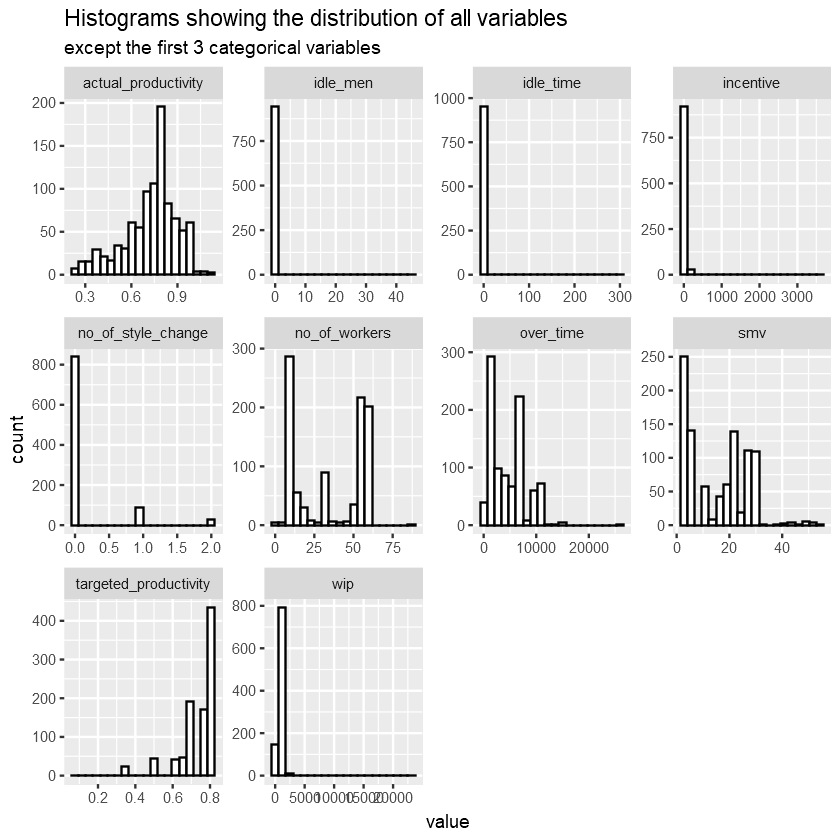 Histograms showing the distribution of all variables
except the first 3 categorical variables
actual_productivity
idle_men
idle_time
incentive
200
150
100
50
0
0.3 0.6 0.9
750
500
250
0
0 10 20 30 40
1000
750
500
250
0
0 100 200 300
750
500
250
0
0 1000 2000 3000
no_of_style_change
no_of_workers
over_time
smv
800
600
400
200
0
0.0 0.5 1.0 1.5 2.0
300
200
100
0
0 25 50 75
300
200
100
0
0 10000 20000
250
200
150
100
50
0
0 20 40
targeted_productivity
wip
400
300
200
100
0
0.2 0.4 0.6 0.8
800
600
400
200
0
0 5000 10000 15000 20000
count
value